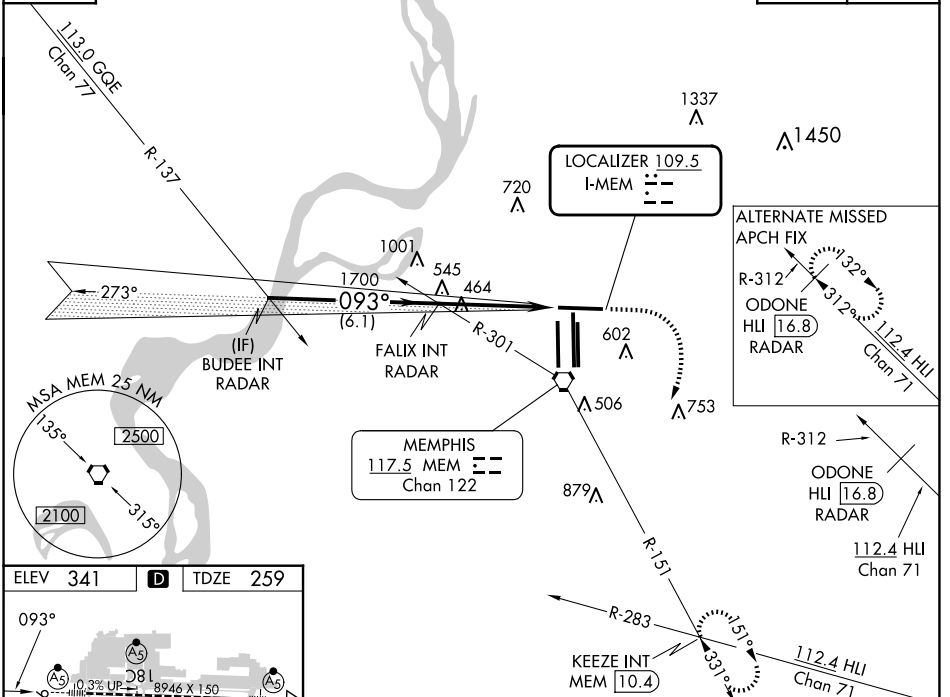 113.0 GQE
Chan 77
R-137
1337
1450
LOCALIZER 109.5
I-MEM
720
ALTERNATE MISSED
APCH FIX
132°
R-312
312°
ODONE
HLI 16.8
RADAR
112.4 HLI
Chan 71
1001
545
464
1700
273°
093°
(6.1)
R-301
(IF)
BUDEE INT
RADAR
FALIX INT
RADAR
602
506
753
MSA MEM 25 NM
135°
2500
2100
315°
MEMPHIS
117.5 MEM
Chan 122
R-312
ODONE
HLI 16.8
RADAR
112.4 HLI
Chan 71
879
R-151
R-283
151°
331°
KEEZE INT
MEM 10.4
112.4 HLI
Chan 71
ELEV 341 D TDZE 259
093°
A5
18C
A5
A5
0.3% UP
8946 X 150